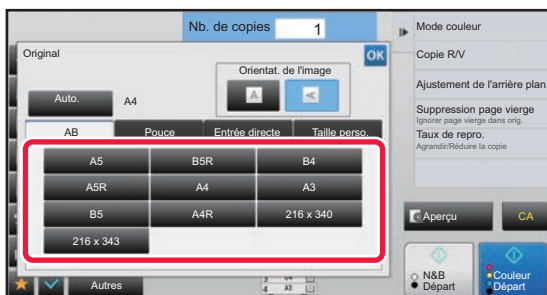 Nb. de copies 1
Original
OK
Orientat. de l'image
Auto. A4
A A
AB Pouce Entrée directe Taille perso.
A5 B5R B4
A5R A4 A3
B5 A4R 216 x 340
216 x 343
Autres
Mode couleur
Copie R/V
Ajustement de l'arrière plan
Suppression page vierge
Ignorer page vierge dans orig.
Taux de repro.
Agrandir/Réduire la copie
Aperçu CA
N&B
Départ
Couleur
Départ